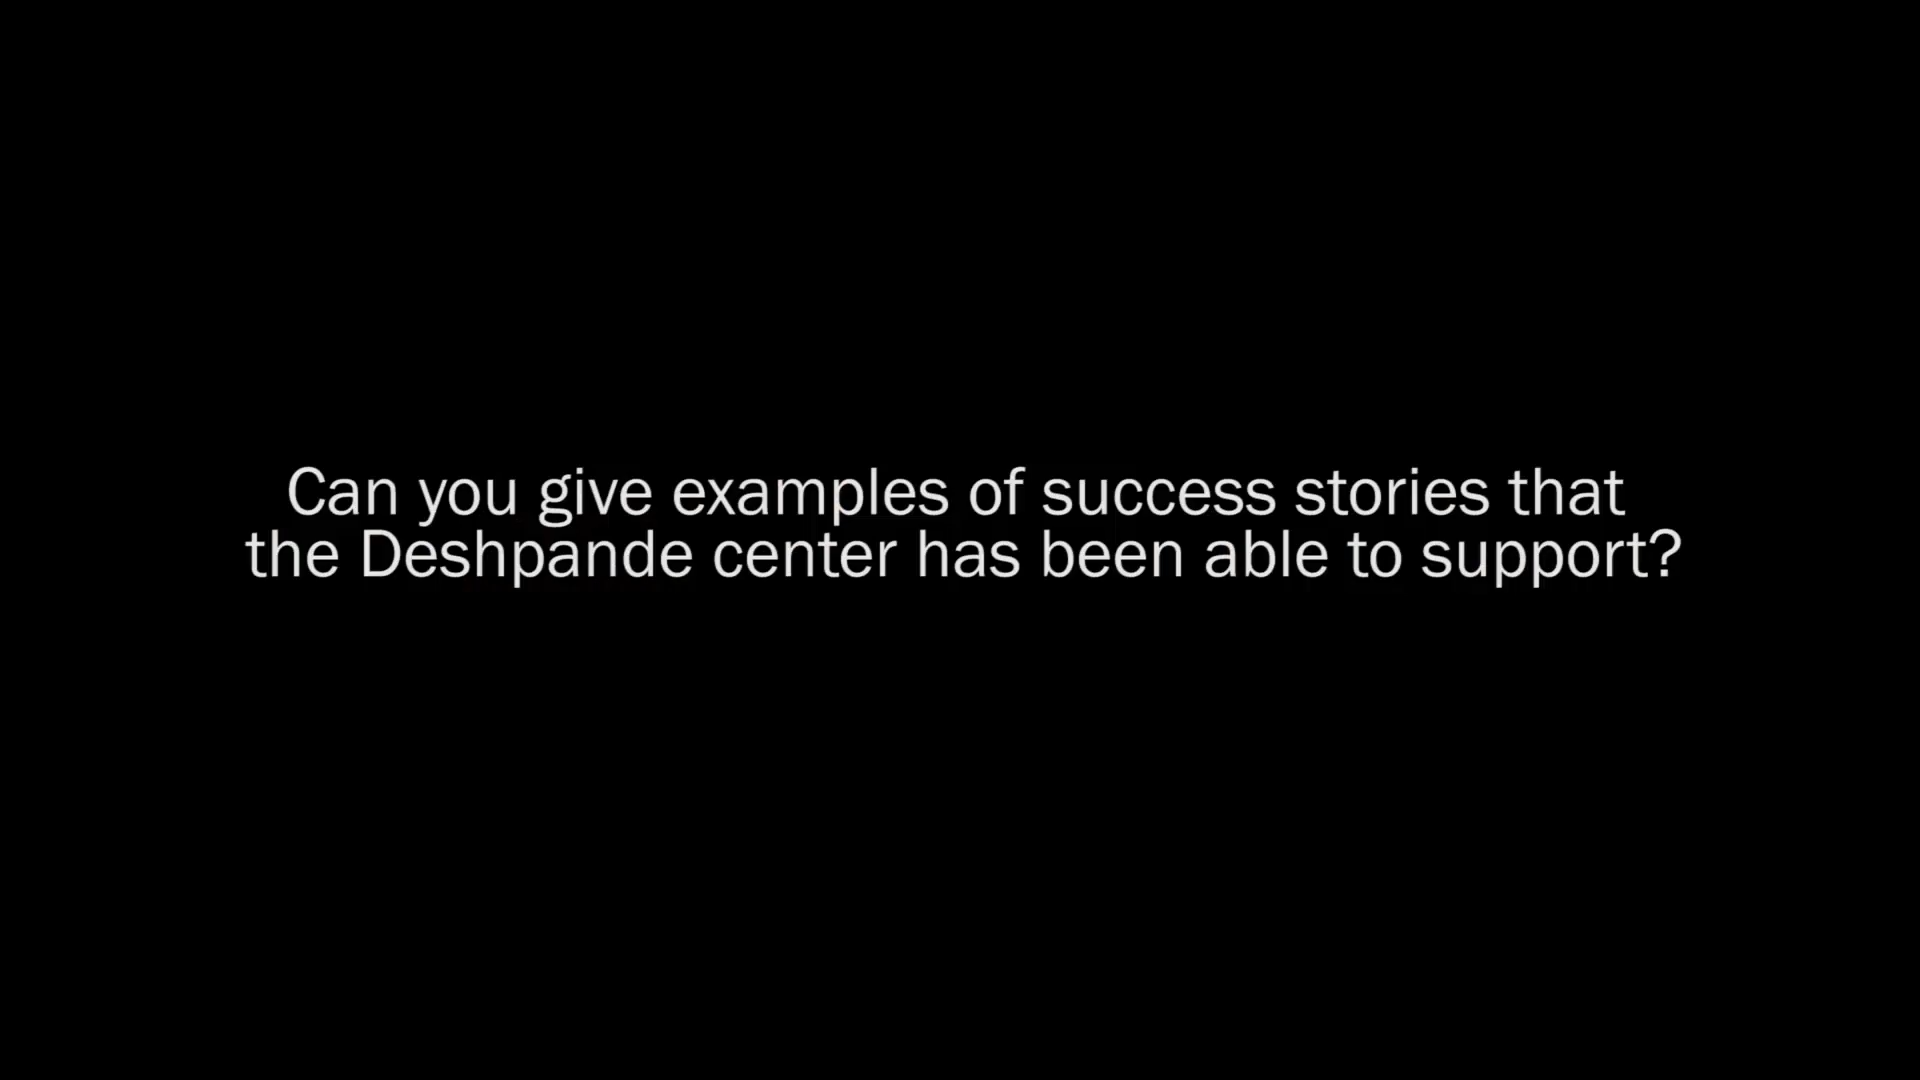 Can you give examples of success stories that
the Deshpande center has been able to support?